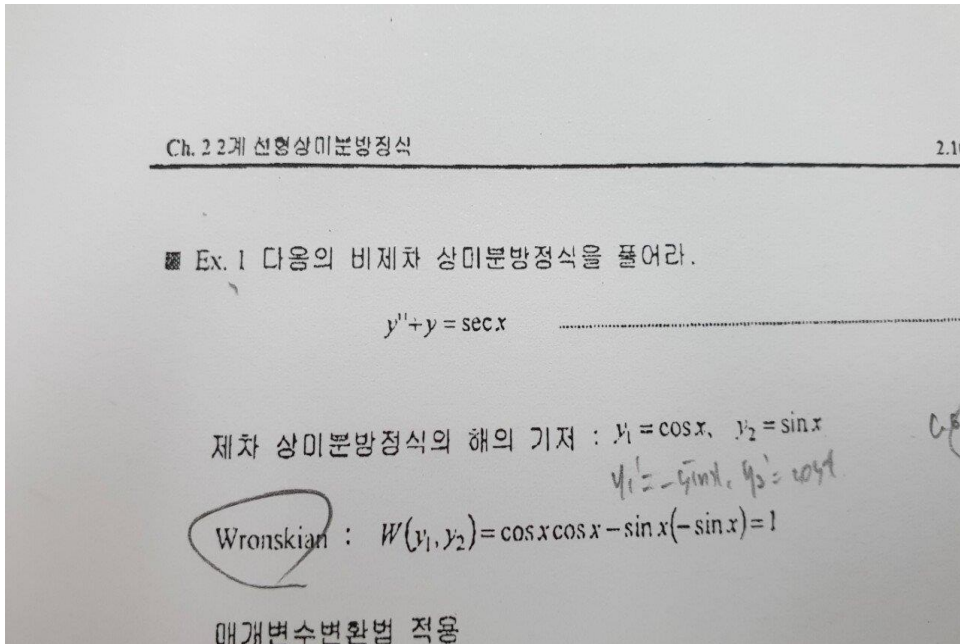 Ch. 2 2계 선형상미분방정식 2.10
▩ Ex. 1 다음의 비제차 상미분방정식을 풀어라.
y''+y = sec x
제차 상미분방정식의 해의 기저 : y₁ = cos x, y₂ = sin x
y₁' = -sinx, y₂' = cosx
Wronskian : W(y₁, y₂) = cos x cos x − sin x(− sin x) = 1
매개변수변환법 적용